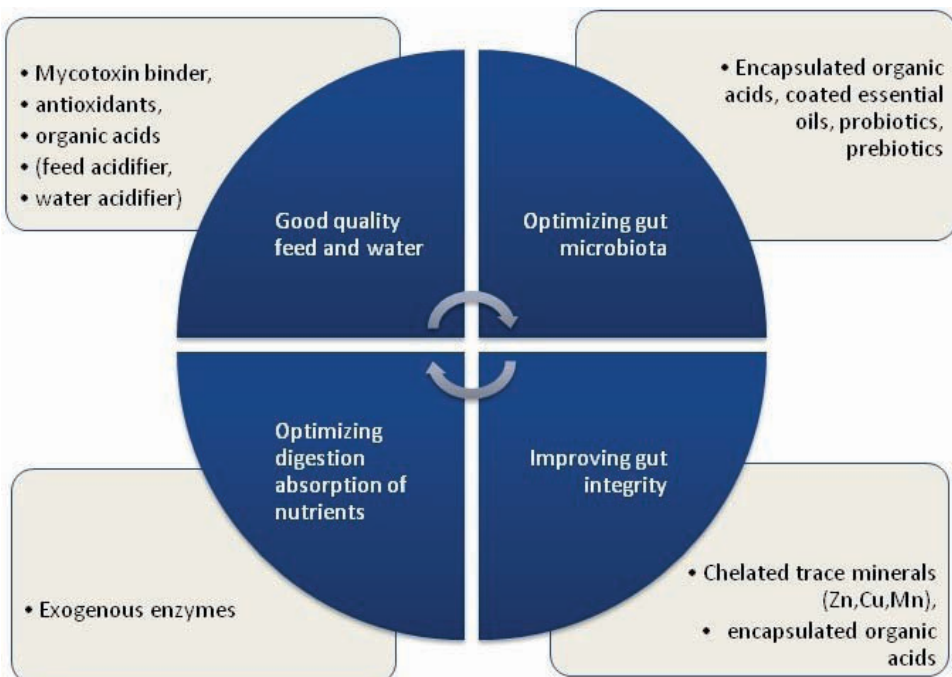 • Mycotoxin binder,
• antioxidants,
• organic acids
• (feed acidifier,
• water acidifier)
• Encapsulated organic
acids, coated essential
oils, probiotics,
prebiotics
Good quality
feed and water
Optimizing gut
microbiota
Optimizing
digestion
absorption of
nutrients
Improving gut
integrity
• Exogenous enzymes
• Chelated trace minerals
(Zn,Cu,Mn),
• encapsulated organic
acids